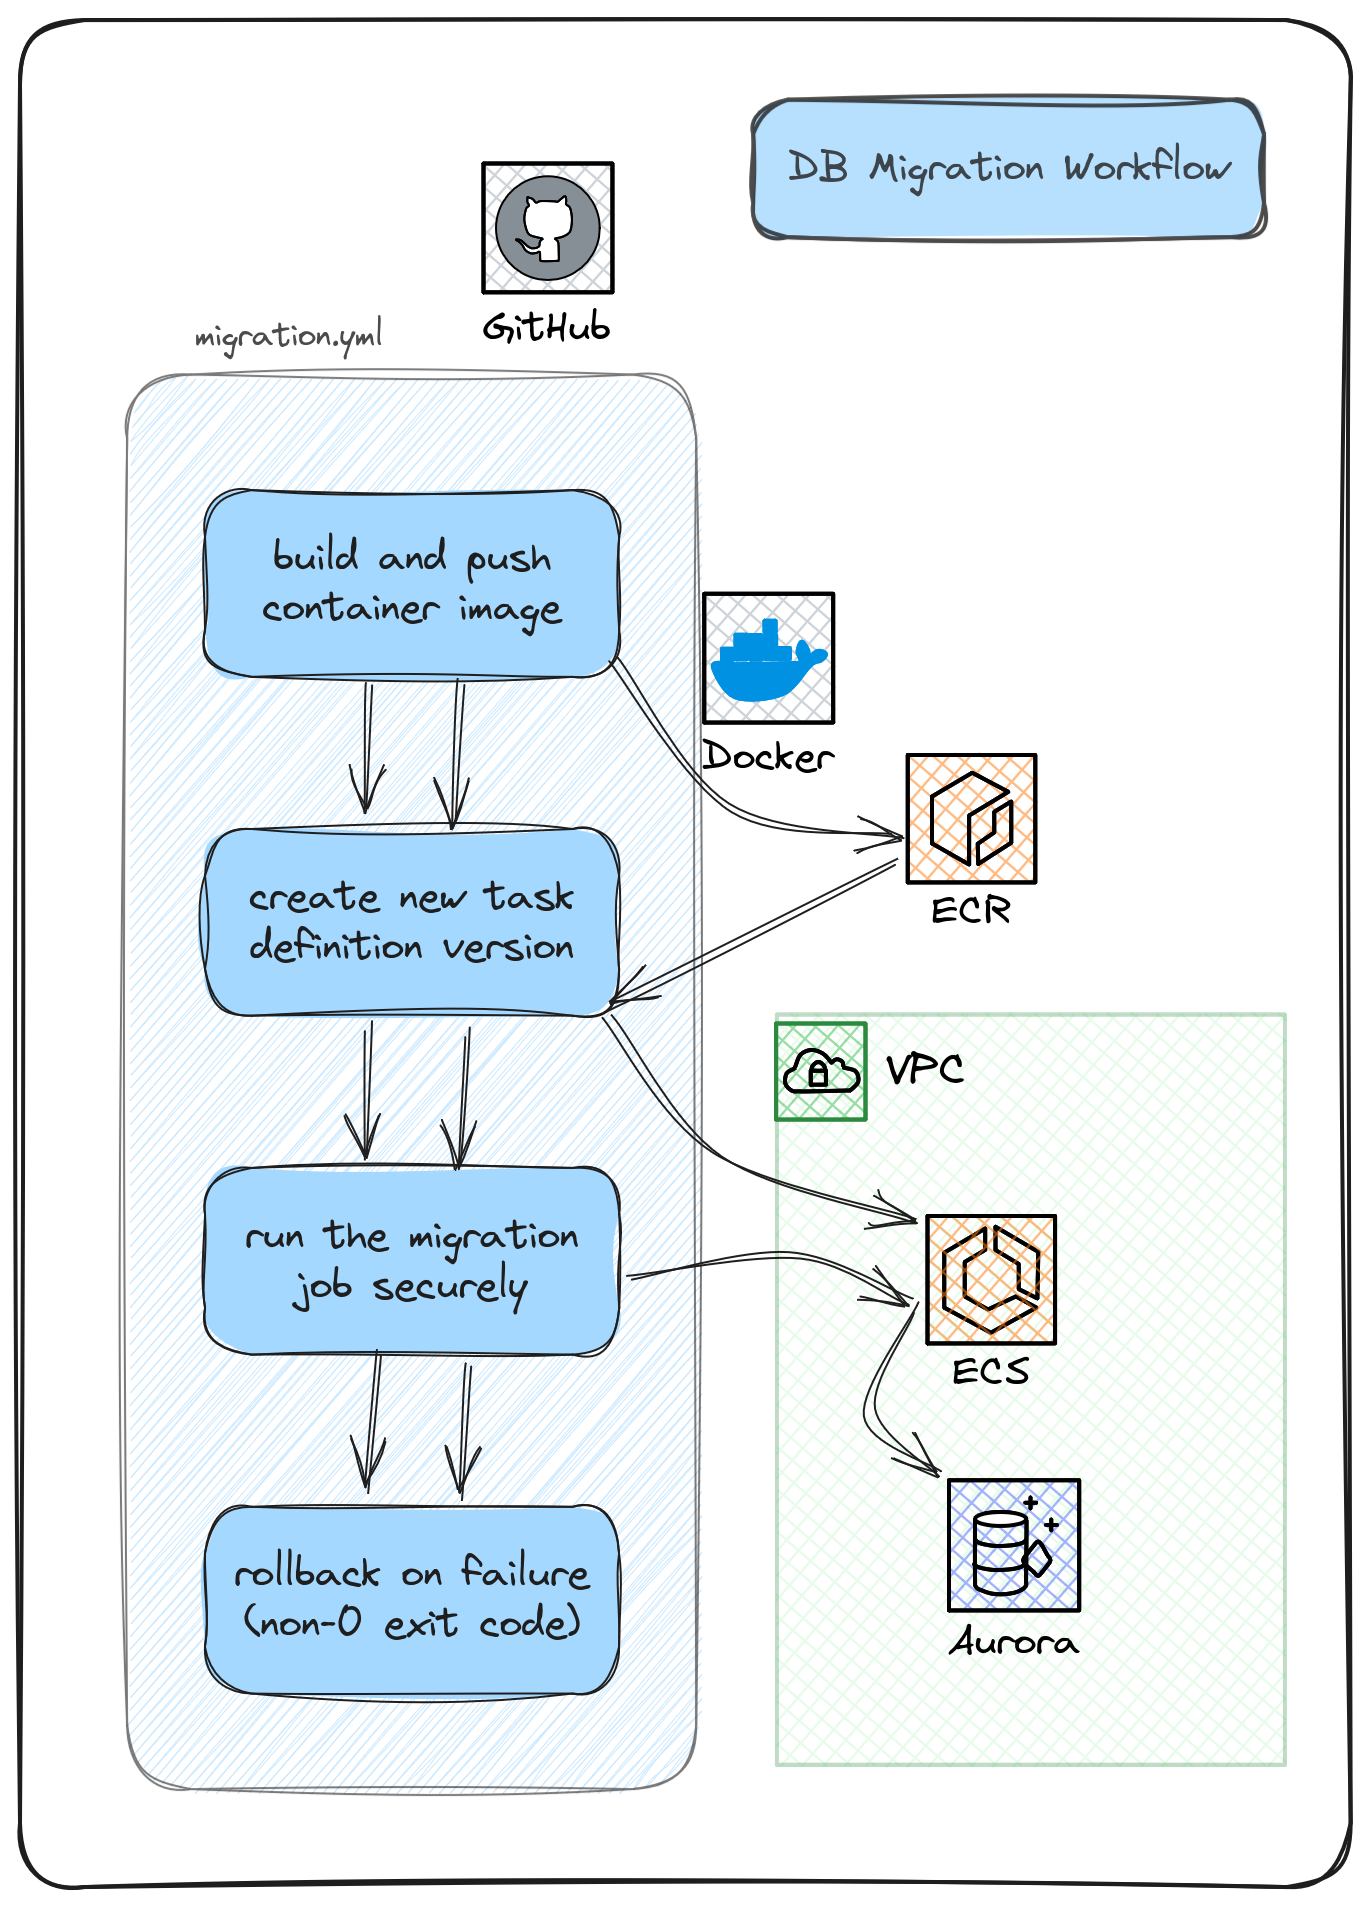 DB Migration Workflow
GitHub
migration.yml
build and push
container image
Docker
ECR
create new task
definition version
VPC
run the migration
job securely
ECS
rollback on failure
(non-0 exit code)
Aurora